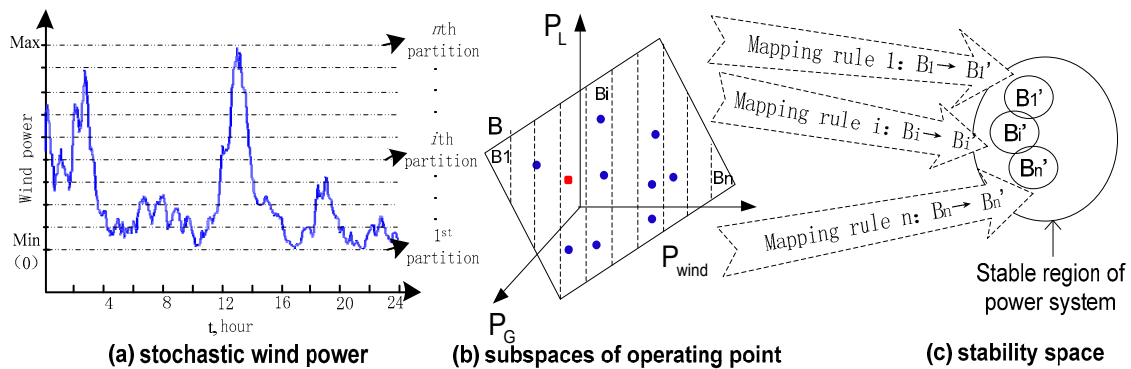 Max
nth
partition
Wind power
ith
partition
Min
(0)
1st
partition
4
8
12
16
20
24
t, hour
(a) stochastic wind power
PL
B
B1
Bi
Bn
Pwind
PG
(b) subspaces of operating point
Mapping rule 1: B1→ B1'
Mapping rule i: Bi→ Bi'
Mapping rule n: Bn→ Bn'
B1'
Bi'
Bn'
Stable region of
power system
(c) stability space